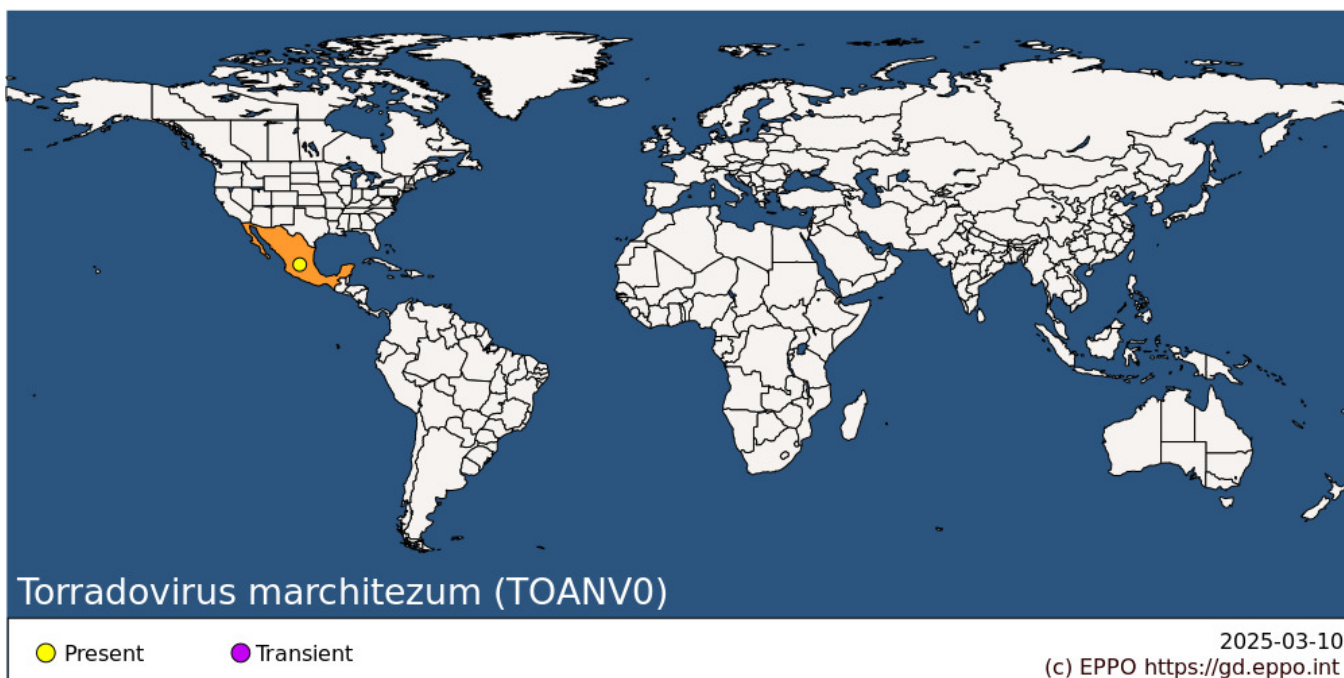 Torradovirus marchitezum (TOANV0)
Present
Transient
2025-03-10
(c) EPPO https://gd.eppo.int